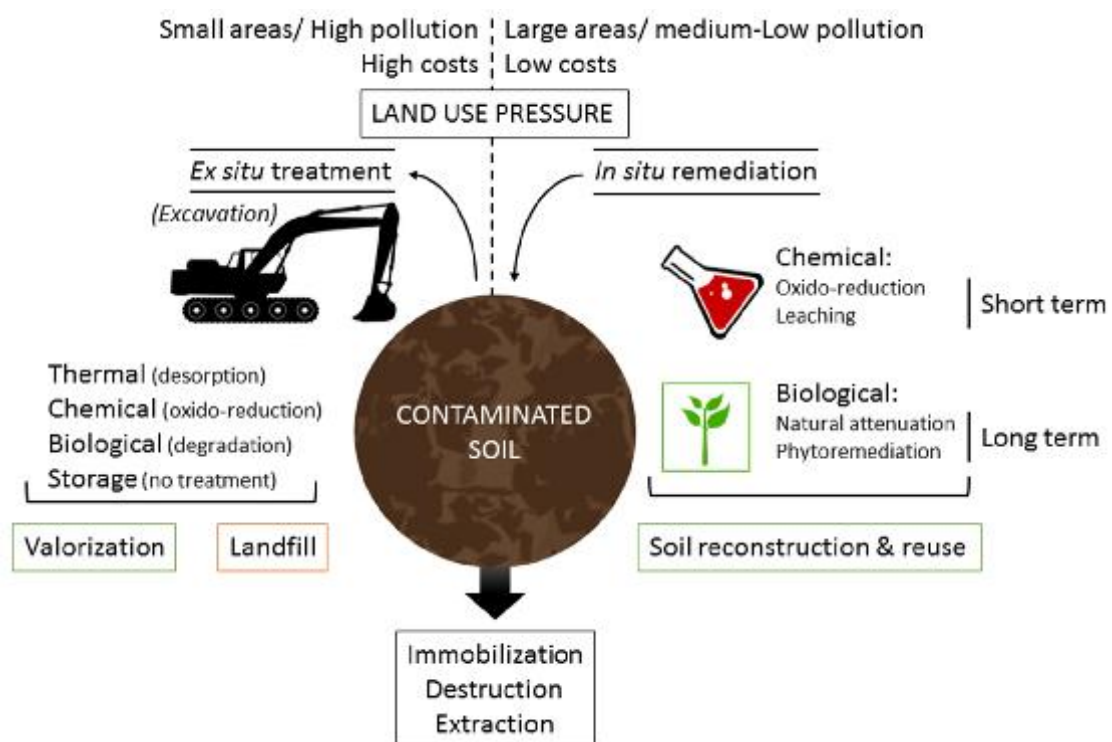 Small areas/ High pollution
High costs
Large areas/ medium-Low pollution
Low costs
LAND USE PRESSURE
Ex situ treatment
(Excavation)
In situ remediation
Chemical:
Oxido-reduction
Leaching
Short term
Thermal (desorption)
Chemical (oxido-reduction)
Biological (degradation)
Storage (no treatment)
CONTAMINATED
SOIL
Biological:
Natural attenuation
Phytoremediation
Long term
Valorization
Landfill
Soil reconstruction & reuse
Immobilization
Destruction
Extraction